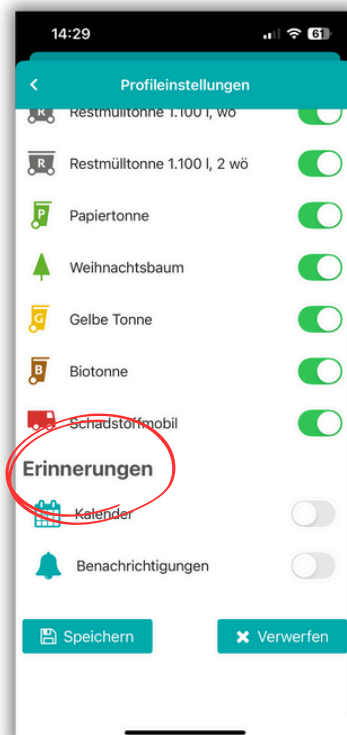 14:29
61
Profileinstellungen
R Restmülltonne 1.100 l, wö
R Restmülltonne 1.100 l, 2 wö
P Papiertonne
Weihnachtsbaum
G Gelbe Tonne
B Biotonne
Schadstoffmobil
Erinnerungen
Kalender
Benachrichtigungen
Speichern
Verwerfen